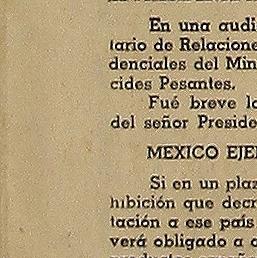 En una audi
tario de Relacione
denciales del Min
cides Pesantes.
Fué breve la
del señor Preside
MEXICO EJE
Si en un plaz
hibición que decr
tación a ese país
verá obligado a